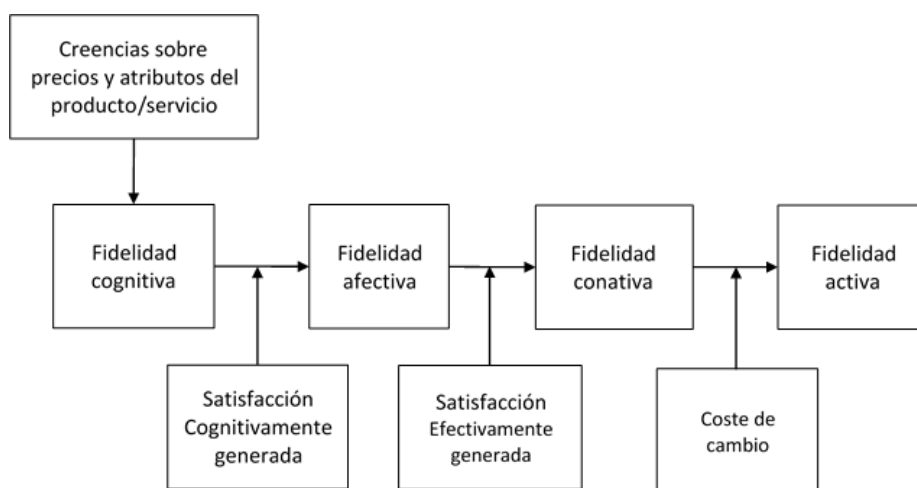 Creencias sobre
precios y atributos del
producto/servicio
Fidelidad
cognitiva
Fidelidad
afectiva
Fidelidad
conativa
Fidelidad
activa
Satisfacción
Cognitivamente
generada
Satisfacción
Efectivamente
generada
Coste de
cambio